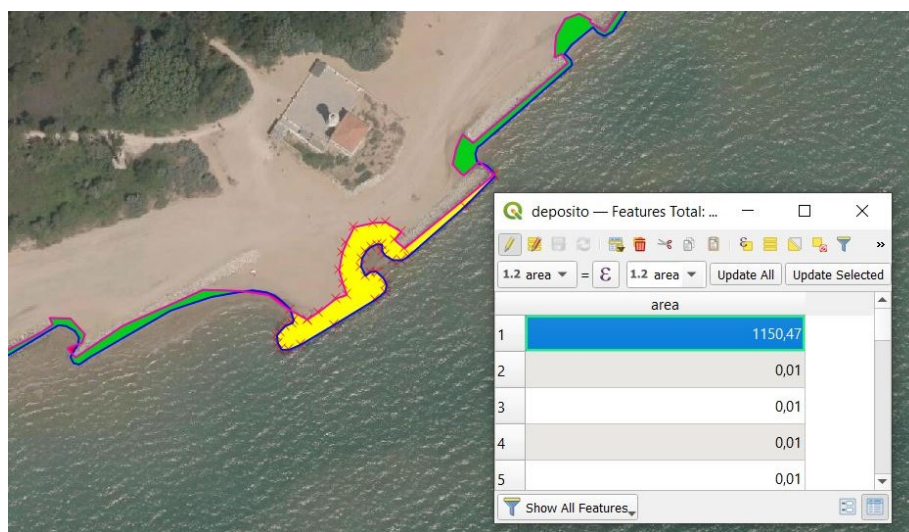 deposito — Features Total: ...
1.2 area = ε 1.2 area Update All Update Selected
area
1 1150,47
2 0,01
3 0,01
4 0,01
5 0,01
Show All Features